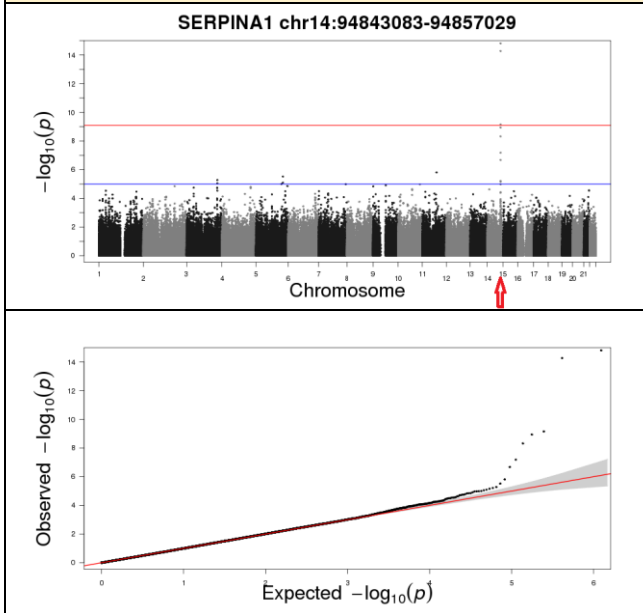 SERPINA1 chr14:94843083-94857029
14
12
10
8
6
4
2
0
−log₁₀(p)
1 2 3 4 5 6 7 8 9 10 11 12 13 14 15 16 17 18 19 20 21
Chromosome
14
12
10
8
6
4
2
0
Observed −log₁₀(p)
0 1 2 3 4 5 6
Expected −log₁₀(p)